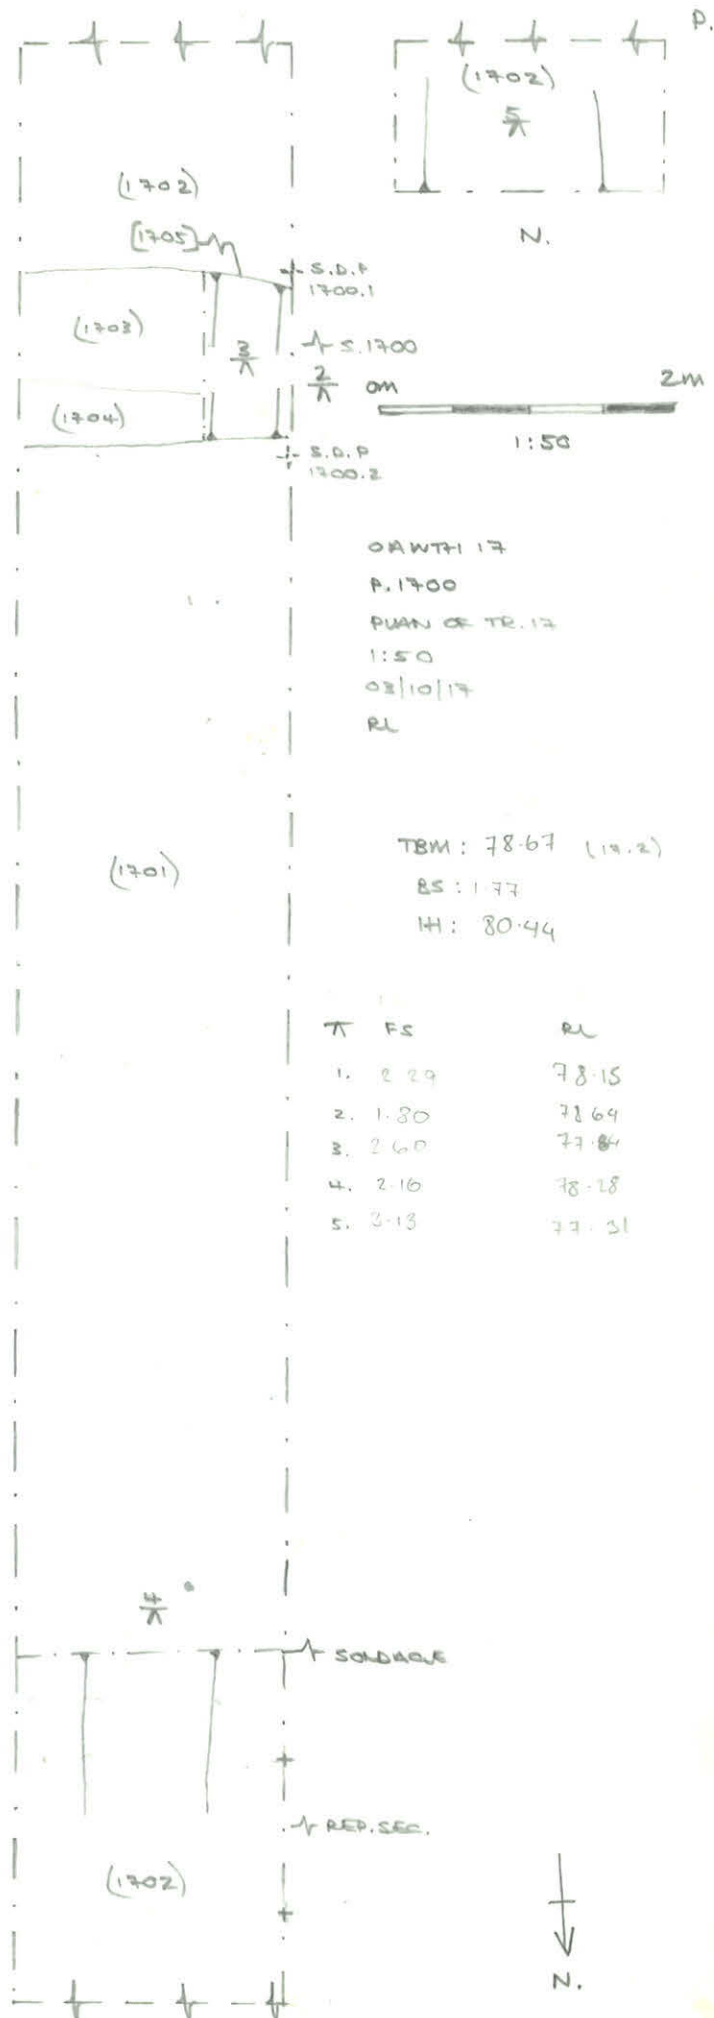 P.
(1702)
5
N.
(1702)
[1705]
S.D.P
1700.1
(1703)
3
S.1700
2
0m
2m
1:50
(1704)
S.D.P
1700.2
OAWTH 17
P.1700
PLAN OF TR.17
1:50
03/10/17
RL
(1701)
TBM: 78.67 (17.2)
BS: 1.77
IH: 80.44
FS RL
1. 2.29 78.15
2. 1.80 78.64
3. 2.60 77.84
4. 2.16 78.28
5. 3.13 77.31
4
SONDAGE
REP. SEC.
(1702)
N.